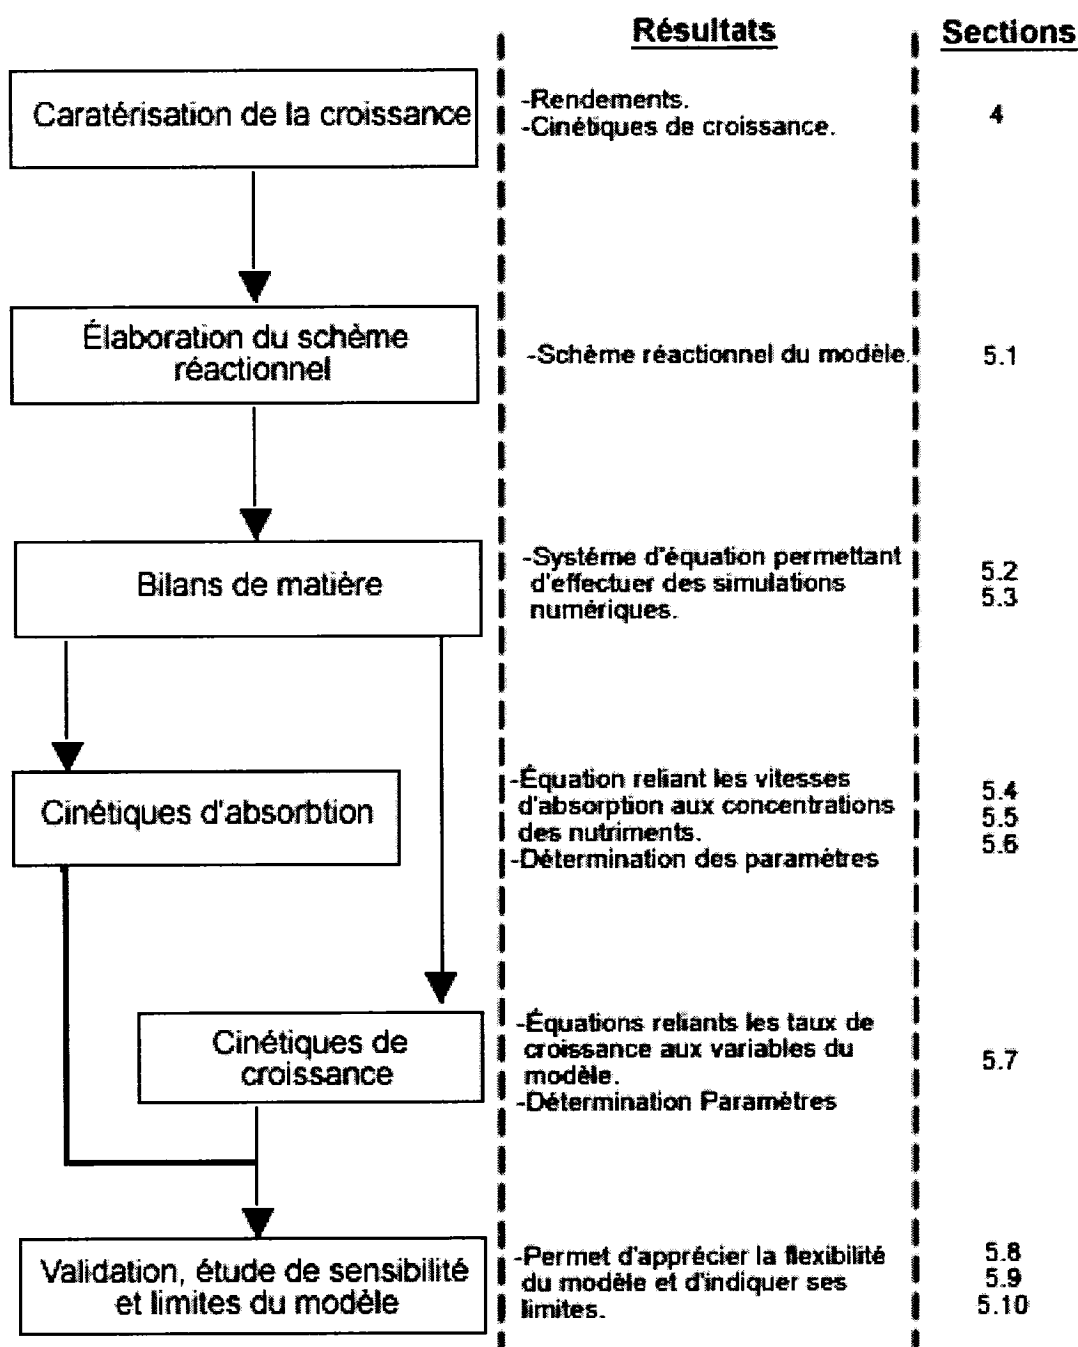 Résultats
Sections
Caratérisation de la croissance
-Rendements.
-Cinétiques de croissance.
4
Élaboration du schème
réactionnel
-Schème réactionnel du modèle.
5.1
Bilans de matière
-Systéme d'équation permettant
d'effectuer des simulations
numériques.
5.2
5.3
Cinétiques d'absorbtion
-Équation reliant les vitesses
d'absorption aux concentrations
des nutriments.
-Détermination des paramètres
5.4
5.5
5.6
Cinétiques de
croissance
-Équations reliants les taux de
croissance aux variables du
modèle.
-Détermination Paramètres
5.7
Validation, étude de sensibilité
et limites du modèle
-Permet d'apprécier la flexibilité
du modèle et d'indiquer ses
limites.
5.8
5.9
5.10